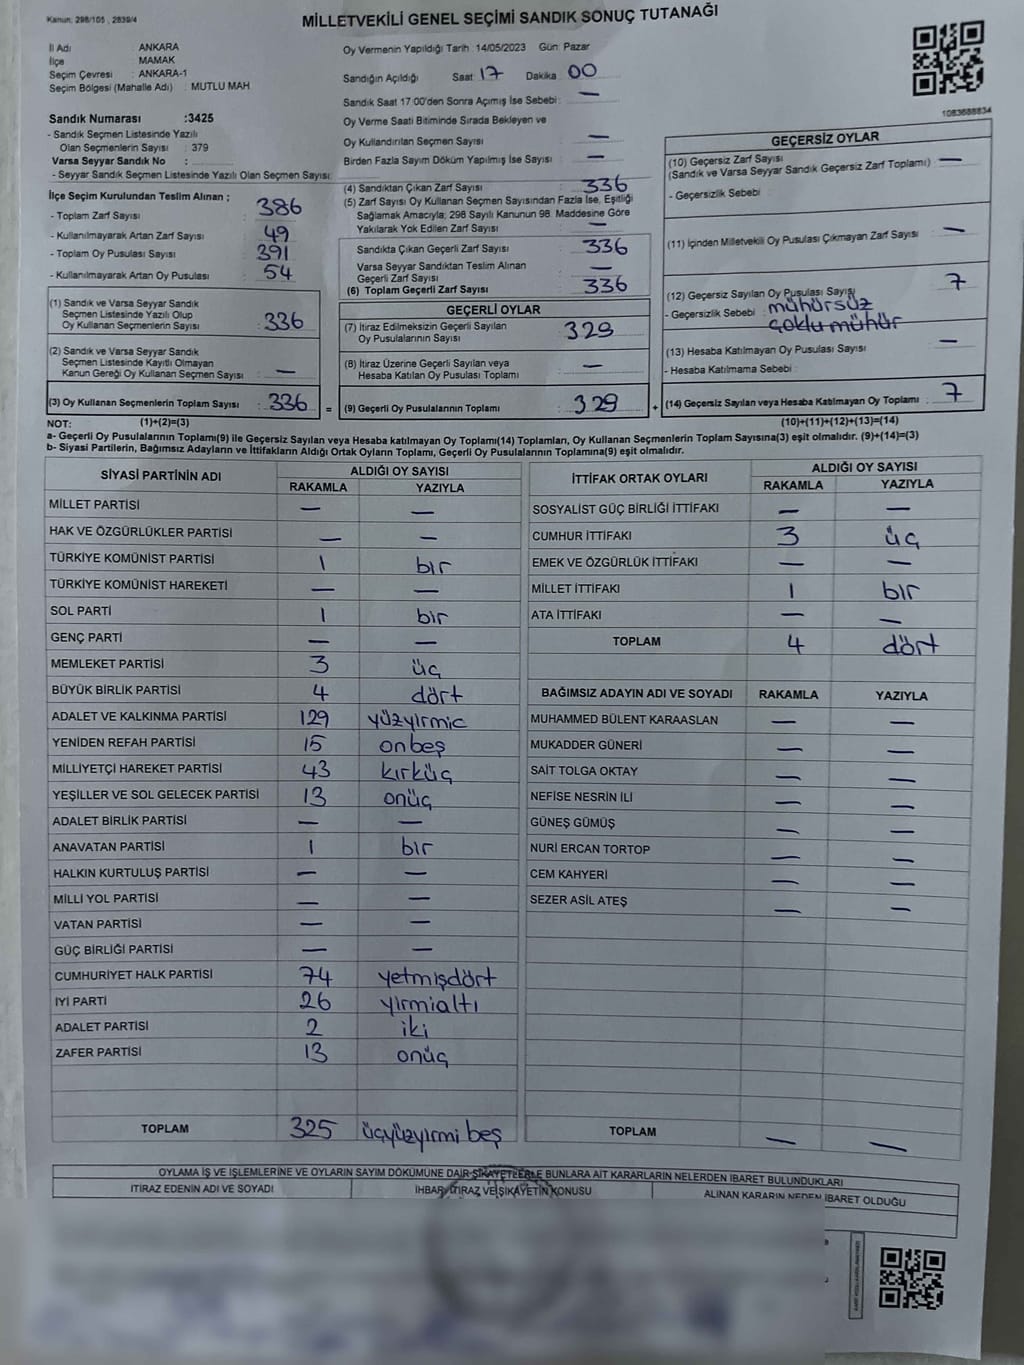 Kanun, 298/105 , 2839/4
MİLLETVEKİLİ GENEL SEÇİMİ SANDIK SONUÇ TUTANAĞI
İl Adı : ANKARA
İlçe : MAMAK
Seçim Çevresi : ANKARA-1
Seçim Bölgesi (Mahalle Adı) : MUTLU MAH
Sandık Numarası :3425
- Sandık Seçmen Listesinde Yazılı
Olan Seçmenlerin Sayısı : 379
Varsa Seyyar Sandık No :
- Seyyar Sandık Seçmen Listesinde Yazılı Olan Seçmen Sayısı:
Oy Vermenin Yapıldığı Tarih :14/05/2023 Gün: Pazar
Sandığın Açıldığı Saat 17 Dakika 00
Sandık Saat 17 00'den Sonra Açımış İse Sebebi : —
Oy Verme Saati Bitiminde Sırada Bekleyen ve
Oy Kullandırılan Seçmen Sayısı —
Birden Fazla Sayım Döküm Yapılmış İse Sayısı : —
1083688834
İlçe Seçim Kurulundan Teslim Alınan ;
- Toplam Zarf Sayısı : 386
- Kullanılmayarak Artan Zarf Sayısı : 49
- Toplam Oy Pusulası Sayısı : 391
- Kullanılmayarak Artan Oy Pusulası : 54
(1) Sandık ve Varsa Seyyar Sandık
Seçmen Listesinde Yazılı Olup
Oy Kullanan Seçmenlerin Sayısı : 336
(2) Sandık ve Varsa Seyyar Sandık
Seçmen Listesinde Kayıtlı Olmayan
Kanun Gereği Oy Kullanan Seçmen Sayısı : —
(3) Oy Kullanan Seçmenlerin Toplam Sayısı : 336 =
(4) Sandıktan Çıkan Zarf Sayısı : 336
(5) Zarf Sayısı Oy Kullanan Seçmen Sayısından Fazla İse, Eşitliği
Sağlamak Amacıyla; 298 Sayılı Kanunun 98. Maddesine Göre
Yakılarak Yok Edilen Zarf Sayısı : —
Sandıkta Çıkan Geçerli Zarf Sayısı : 336
Varsa Seyyar Sandıktan Teslim Alınan
Geçerli Zarf Sayısı : —
(6) Toplam Geçerli Zarf Sayısı : 336
GEÇERLİ OYLAR
(7) İtiraz Edilmeksizin Geçerli Sayılan
Oy Pusulalarının Sayısı : 329
(8) İtiraz Üzerine Geçerli Sayılan veya
Hesaba Katılan Oy Pusulası Toplamı : —
(9) Geçerli Oy Pusulalarının Toplamı : 329 +
GEÇERSİZ OYLAR
(10) Geçersiz Zarf Sayısı
(Sandık ve Varsa Seyyar Sandık Geçersiz Zarf Toplamı) : —
- Geçersizlik Sebebi :
(11) İçinden Milletvekili Oy Pusulası Çıkmayan Zarf Sayısı : —
(12) Geçersiz Sayılan Oy Pusulası Sayısı : 7
- Geçersizlik Sebebi : mühürsüz
çoklu mühür
(13) Hesaba Katılmayan Oy Pusulası Sayısı : —
- Hesaba Katılmama Sebebi :
(14) Geçersiz Sayılan veya Hesaba Katılmayan Oy Toplamı : 7
NOT: (1)+(2)=(3) (10)+(11)+(12)+(13)=(14)
a- Geçerli Oy Pusulalarının Toplamı(9) ile Geçersiz Sayılan veya Hesaba katılmayan Oy Toplamı(14) Toplamları, Oy Kullanan Seçmenlerin Toplam Sayısına(3) eşit olmalıdır. (9)+(14)=(3)
b- Siyasi Partilerin, Bağımsız Adayların ve İttifakların Aldığı Ortak Oyların Toplamı, Geçerli Oy Pusulalarının Toplamına(9) eşit olmalıdır.
SİYASİ PARTİNİN ADI ALDIĞI OY SAYISI
RAKAMLA YAZIYLA
MİLLET PARTİSİ — —
HAK VE ÖZGÜRLÜKLER PARTİSİ — —
TÜRKİYE KOMÜNİST PARTİSİ 1 bir
TÜRKİYE KOMÜNİST HAREKETİ — —
SOL PARTİ 1 bir
GENÇ PARTİ — —
MEMLEKET PARTİSİ 3 üç
BÜYÜK BİRLİK PARTİSİ 4 dört
ADALET VE KALKINMA PARTİSİ 129
YENİDEN REFAH PARTİSİ 15 onbeş
MİLLİYETÇİ HAREKET PARTİSİ 43 kırküç
YEŞİLLER VE SOL GELECEK PARTİSİ 13 onüç
ADALET BİRLİK PARTİSİ — —
ANAVATAN PARTİSİ 1 bir
HALKIN KURTULUŞ PARTİSİ — —
MİLLİ YOL PARTİSİ — —
VATAN PARTİSİ — —
GÜÇ BİRLİĞİ PARTİSİ — —
CUMHURİYET HALK PARTİSİ 74 yetmişdört
İYİ PARTİ 26 yirmialtı
ADALET PARTİSİ 2 iki
ZAFER PARTİSİ 13 onüç
TOPLAM 325 üçyüzyirmi beş
İTTİFAK ORTAK OYLARI ALDIĞI OY SAYISI
RAKAMLA YAZIYLA
SOSYALİST GÜÇ BİRLİĞİ İTTİFAKI — —
CUMHUR İTTİFAKI 3 üç
EMEK VE ÖZGÜRLÜK İTTİFAKI — —
MİLLET İTTİFAKI 1 bir
ATA İTTİFAKI — —
TOPLAM 4 dört
BAĞIMSIZ ADAYIN ADI VE SOYADI RAKAMLA YAZIYLA
MUHAMMED BÜLENT KARAASLAN — —
MUKADDER GÜNERİ — —
SAİT TOLGA OKTAY — —
NEFİSE NESRİN İLİ — —
GÜNEŞ GÜMÜŞ — —
NURİ ERCAN TORTOP — —
CEM KAHYERİ — —
SEZER ASİL ATEŞ — —
TOPLAM — —
OYLAMA İŞ VE İŞLEMLERİNE VE OYLARIN SAYIM DÖKÜMÜNE DAİR ŞİKAYETLERLE BUNLARA AİT KARARLARIN NELERDEN İBARET BULUNDUKLARI
İTİRAZ EDENİN ADI VE SOYADI İHBAR, İTİRAZ VE ŞİKAYETİN KONUSU ALINAN KARARIN NEDEN İBARET OLDUĞU